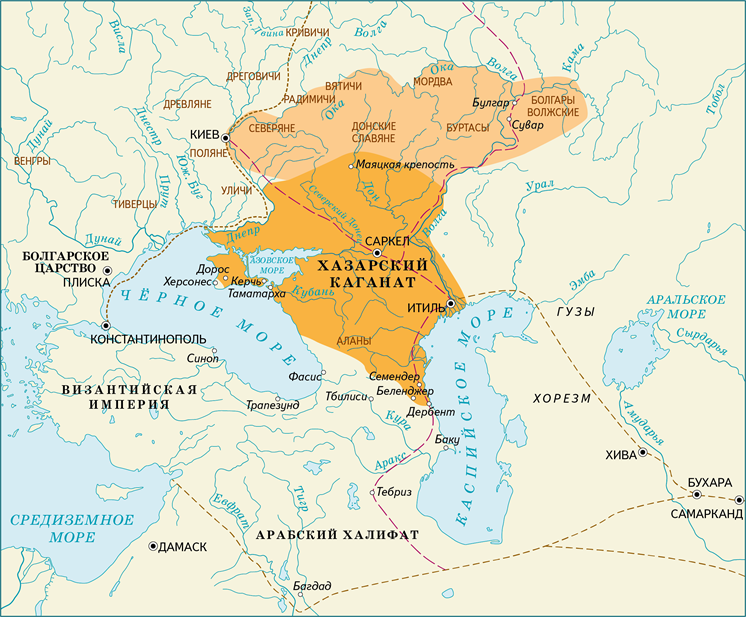 Висла
Зап. Двина
КРИВИЧИ
Днепр
Волга
Ока
Волга
Кама
Тобол
ДРЕГОВИЧИ
ВЯТИЧИ
МОРДВА
РАДИМИЧИ
Ока
Булгар
БОЛГАРЫ
ВОЛЖСКИЕ
ДРЕВЛЯНЕ
Днестр
КИЕВ
СЕВЕРЯНЕ
ДОНСКИЕ
СЛАВЯНЕ
БУРТАСЫ
Сувар
Дунай
ВЕНГРЫ
ПОЛЯНЕ
Маяцкая крепость
Прут
Юж. Буг
УЛИЧИ
Дон
Северский Донец
Волга
Урал
ТИВЕРЦЫ
Дунай
Днепр
САРКЕЛ
БОЛГАРСКОЕ
ЦАРСТВО
ПЛИСКА
АЗОВСКОЕ
МОРЕ
ХАЗАРСКИЙ
КАГАНАТ
Дорос
Херсонес
Керчь
Таматарха
Кубань
ИТИЛЬ
Эмба
ГУЗЫ
АРАЛЬСКОЕ
МОРЕ
Сырдарья
ЧЁРНОЕ МОРЕ
КОНСТАНТИНОПОЛЬ
Синоп
АЛАНЫ
КАСПИЙСКОЕ МОРЕ
ВИЗАНТИЙСКАЯ
ИМПЕРИЯ
Фасис
Семендер
Беленджер
Трапезунд
Тбилиси
Дербент
ХОРЕЗМ
Амударья
Кура
Баку
Аракс
ХИВА
Тебриз
БУХАРА
САМАРКАНД
СРЕДИЗЕМНОЕ
МОРЕ
Евфрат
Тигр
АРАБСКИЙ ХАЛИФАТ
ДАМАСК
Багдад